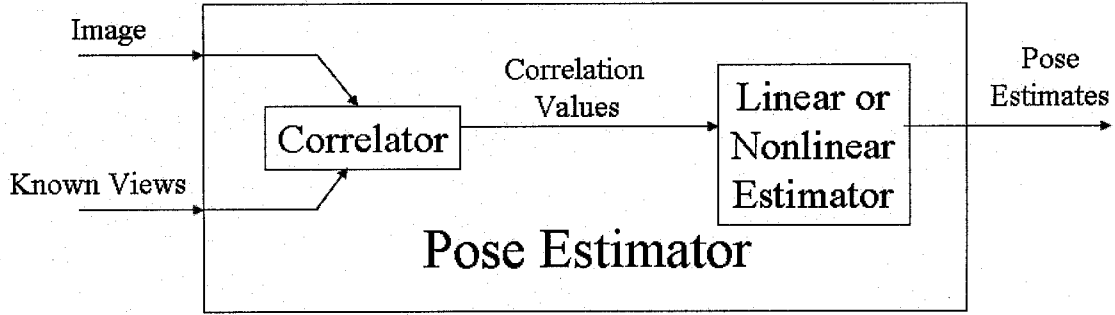 Image
Known Views
Correlator
Correlation
Values
Linear or
Nonlinear
Estimator
Pose
Estimates
Pose Estimator